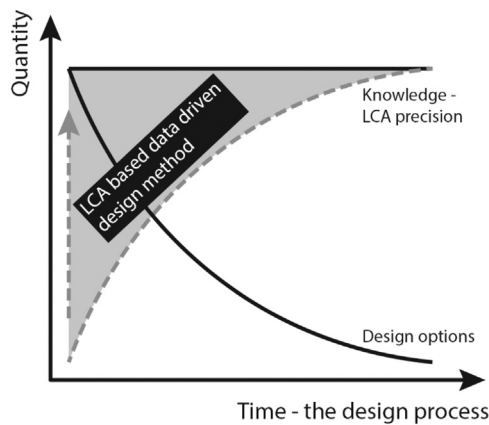 Quantity
LCA based data driven
design method
Knowledge -
LCA precision
Design options
Time - the design process